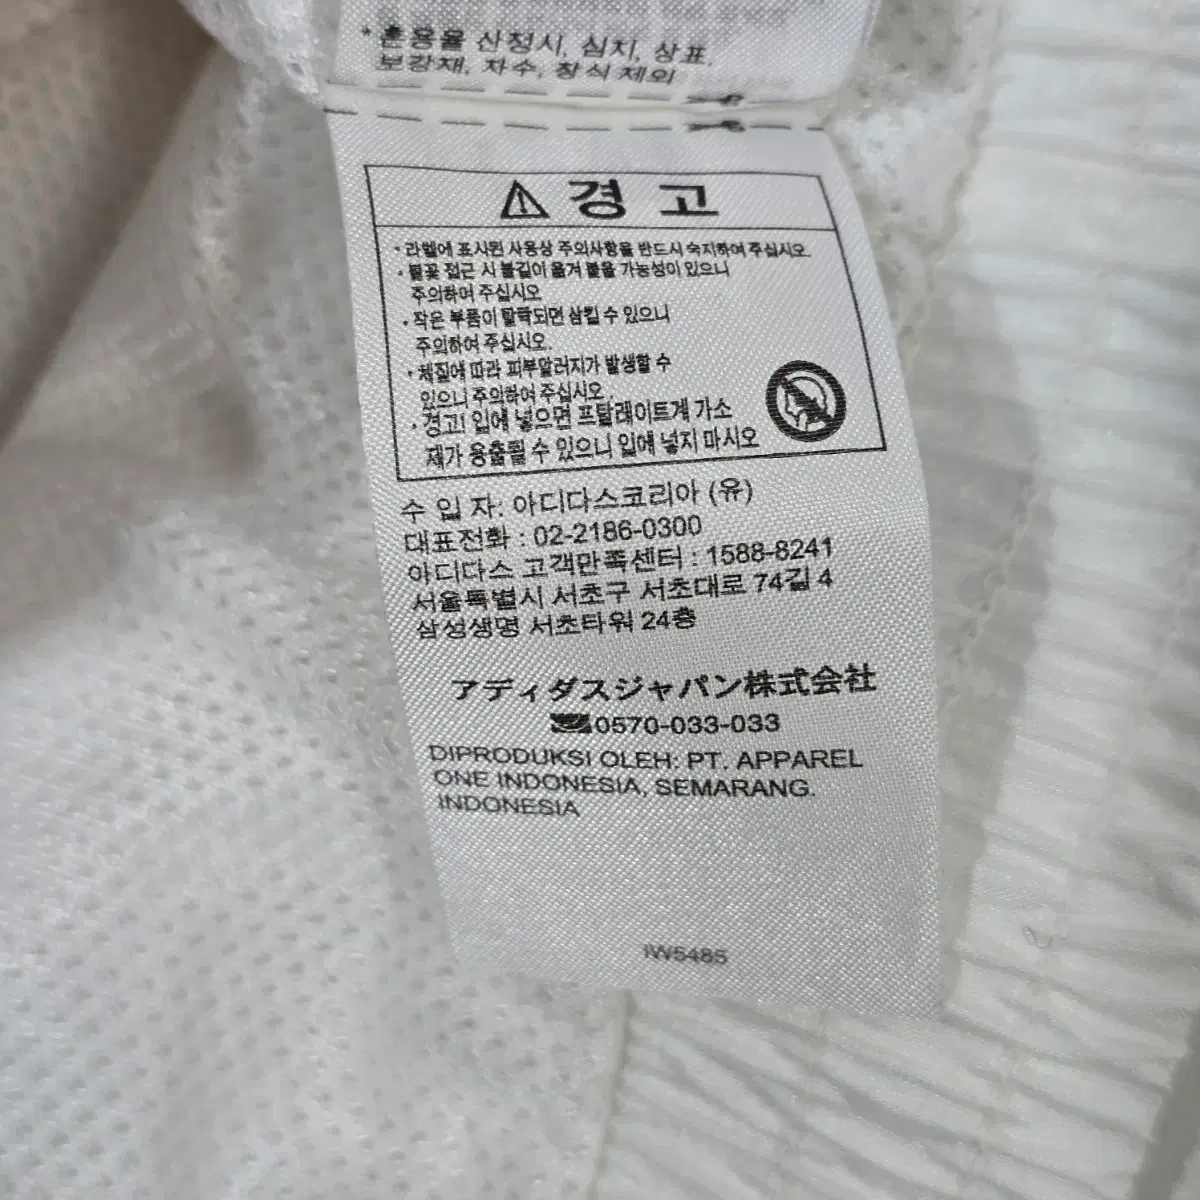 * 혼용율 산정시, 심지, 상표,
보강재, 자수, 장식 제외
경 고
· 라벨에 표시된 사용상 주의사항을 반드시 숙지하여 주십시오.
· 불꽃 접근 시 불길이 옮겨 붙을 가능성이 있으니
주의하여 주십시오
· 작은 부품이 탈락되면 삼킬 수 있으니
주의하여 주십시오.
· 체질에 따라 피부알러지가 발생할 수
있으니 주의하여 주십시오.
· 경고! 입에 넣으면 프탈레이트계 가소
제가 용출될 수 있으니 입에 넣지 마시오
수 입 자: 아디다스코리아 (유)
대표전화 : 02-2186-0300
아디다스 고객만족센터 : 1588-8241
서울특별시 서초구 서초대로 74길 4
삼성생명 서초타워 24층
アディダスジャパン株式会社
☎0570-033-033
DIPRODUKSI OLEH: PT. APPAREL
ONE INDONESIA, SEMARANG.
INDONESIA
IW5485